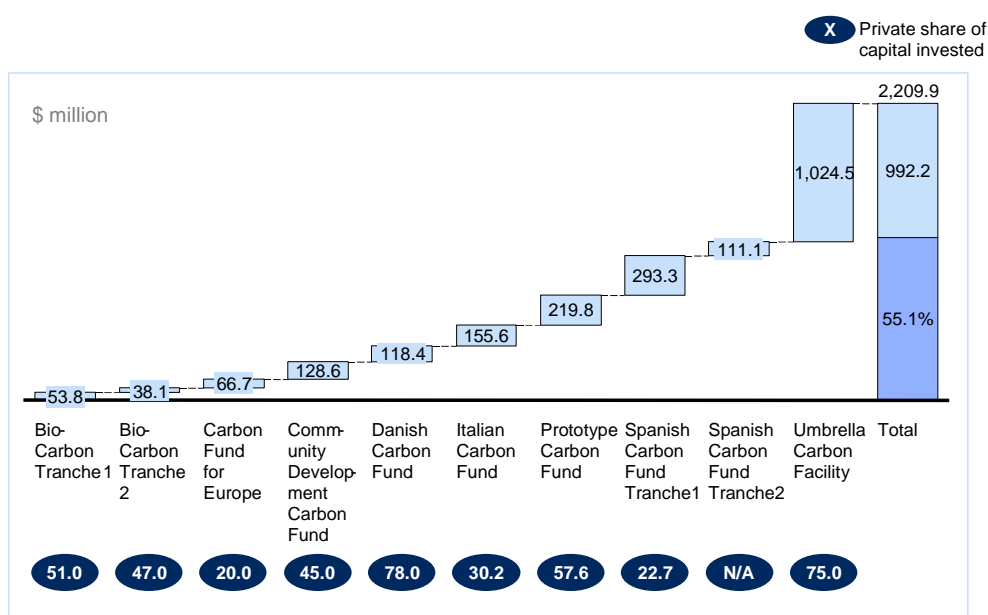 X
Private share of
capital invested
$ million
2,209.9
1,024.5
992.2
111.1
293.3
55.1%
219.8
155.6
118.4
128.6
66.7
38.1
53.8
Bio-
Carbon
Tranche1
Bio-
Carbon
Tranche
2
Carbon
Fund
for
Europe
Comm-
unity
Develop-
ment
Carbon
Fund
Danish
Carbon
Fund
Italian
Carbon
Fund
Prototype
Carbon
Fund
Spanish
Carbon
Fund
Tranche1
Spanish
Carbon
Fund
Tranche2
Umbrella
Carbon
Facility
Total
51.0
47.0
20.0
45.0
78.0
30.2
57.6
22.7
N/A
75.0